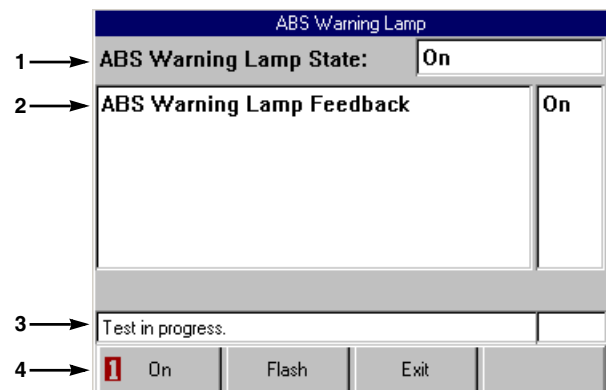 ABS Warning Lamp
1 ABS Warning Lamp State: On
2 ABS Warning Lamp Feedback On
3 Test in progress.
4 1 On Flash Exit